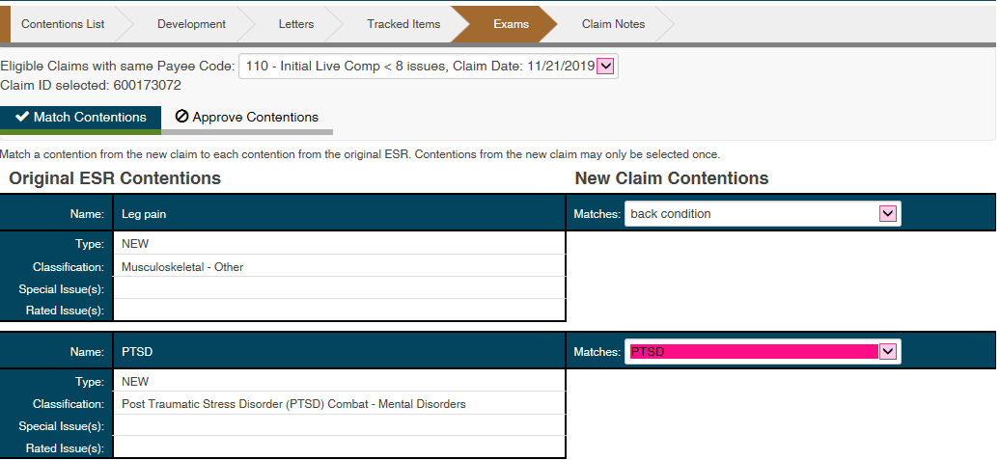 Contentions List Development Letters Tracked Items Exams Claim Notes
Eligible Claims with same Payee Code: 110 - Initial Live Comp < 8 issues, Claim Date: 11/21/2019
Claim ID selected: 600173072
Match Contentions Approve Contentions
Match a contention from the new claim to each contention from the original ESR. Contentions from the new claim may only be selected once.
Original ESR Contentions New Claim Contentions
Name: Leg pain Matches: back condition
Type: NEW
Classification: Musculoskeletal - Other
Special Issue(s):
Rated Issue(s):
Name: PTSD Matches: PTSD
Type: NEW
Classification: Post Traumatic Stress Disorder (PTSD) Combat - Mental Disorders
Special Issue(s):
Rated Issue(s):